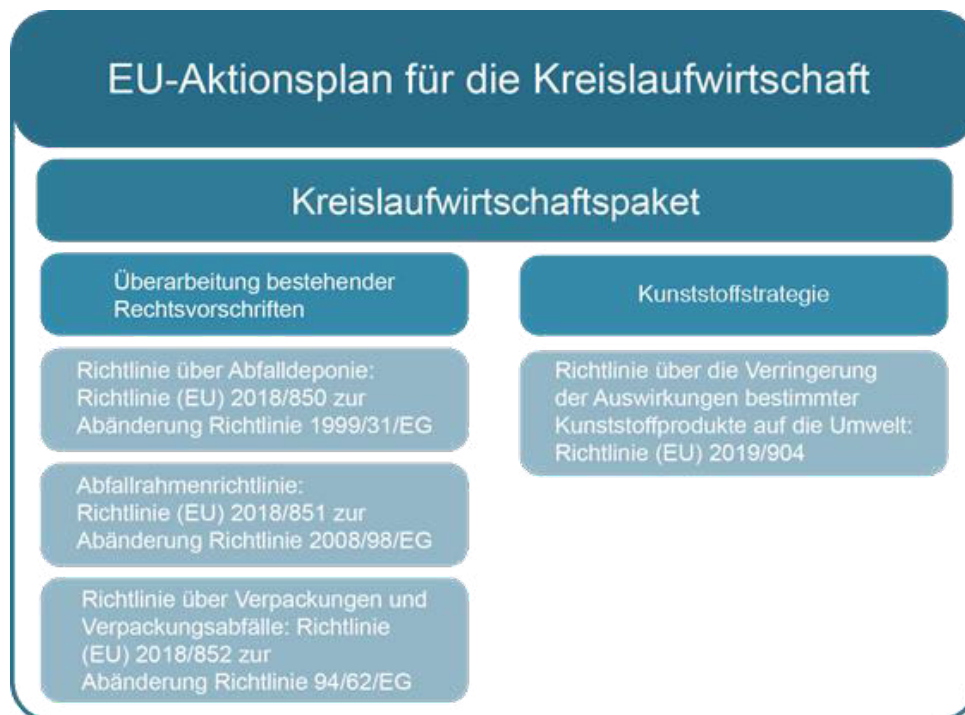 EU-Aktionsplan für die Kreislaufwirtschaft
Kreislaufwirtschaftspaket
Überarbeitung bestehender
Rechtsvorschriften
Richtlinie über Abfalldeponie:
Richtlinie (EU) 2018/850 zur
Abänderung Richtlinie 1999/31/EG
Abfallrahmenrichtlinie:
Richtlinie (EU) 2018/851 zur
Abänderung Richtlinie 2008/98/EG
Richtlinie über Verpackungen und
Verpackungsabfälle: Richtlinie
(EU) 2018/852 zur
Abänderung Richtlinie 94/62/EG
Kunststoffstrategie
Richtlinie über die Verringerung
der Auswirkungen bestimmter
Kunststoffprodukte auf die Umwelt:
Richtlinie (EU) 2019/904